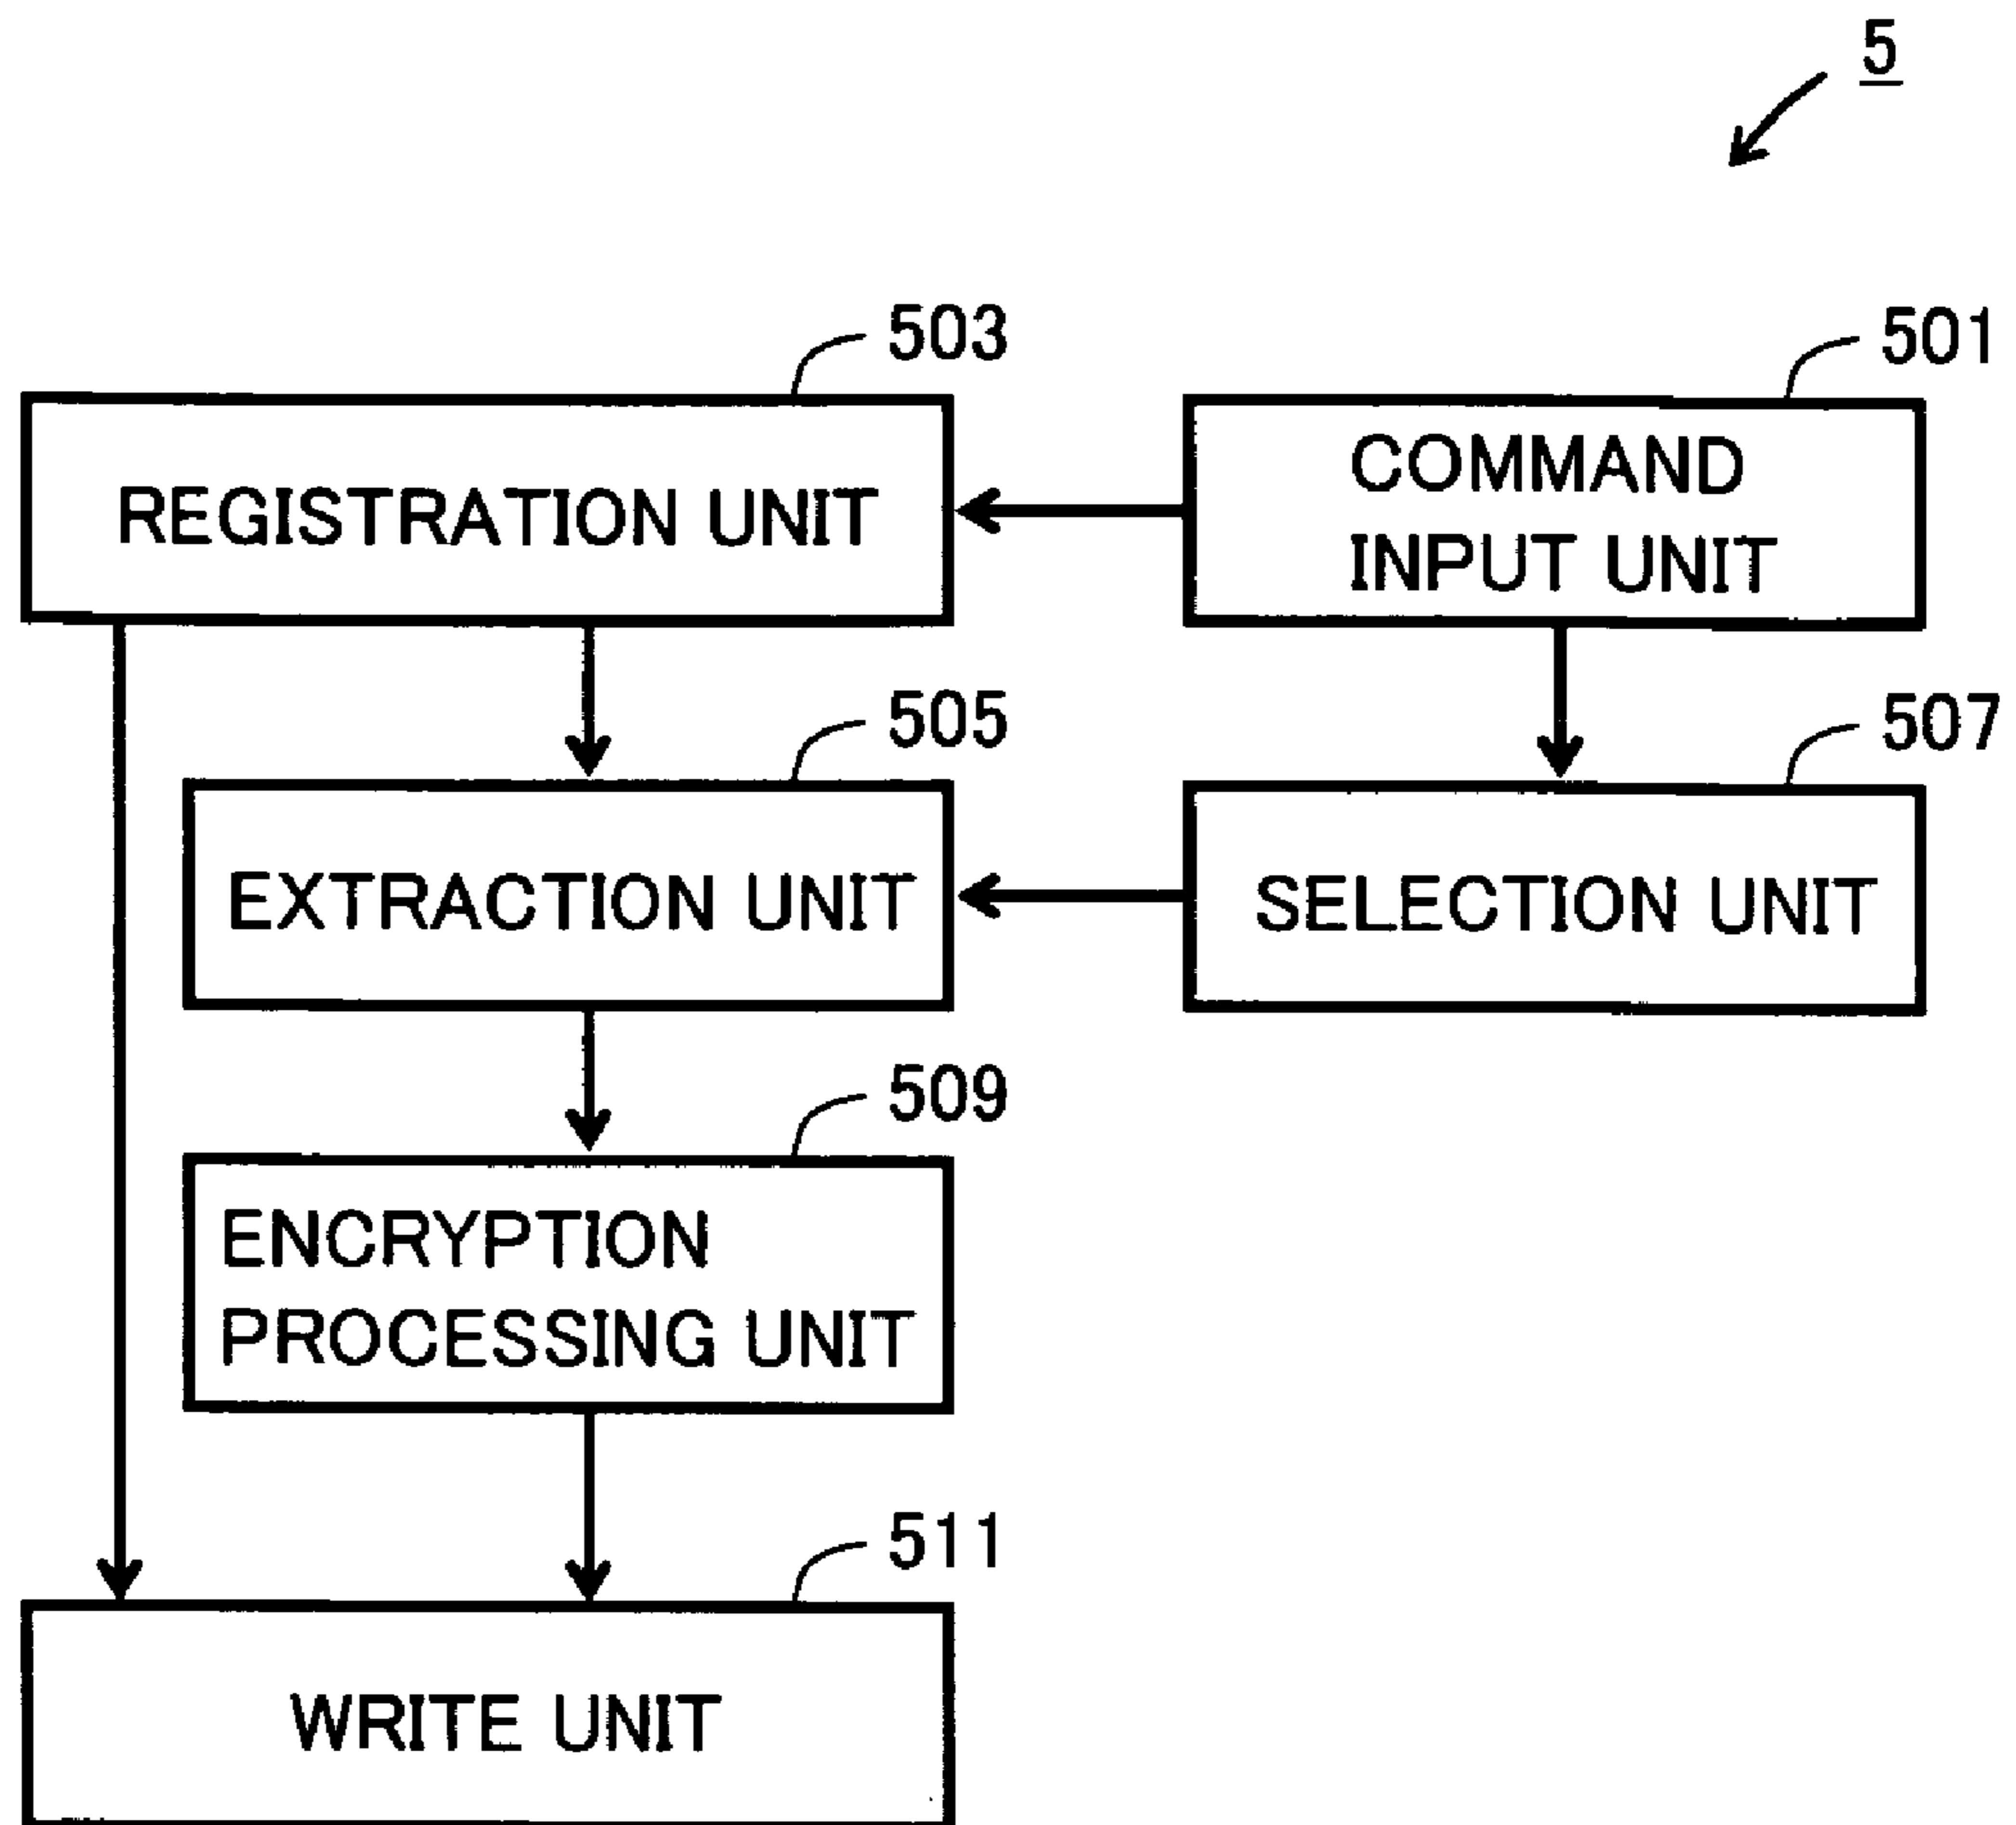 5
503
501
REGISTRATION UNIT
COMMAND
INPUT UNIT
505
507
EXTRACTION UNIT
SELECTION UNIT
509
ENCRYPTION
PROCESSING UNIT
511
WRITE UNIT